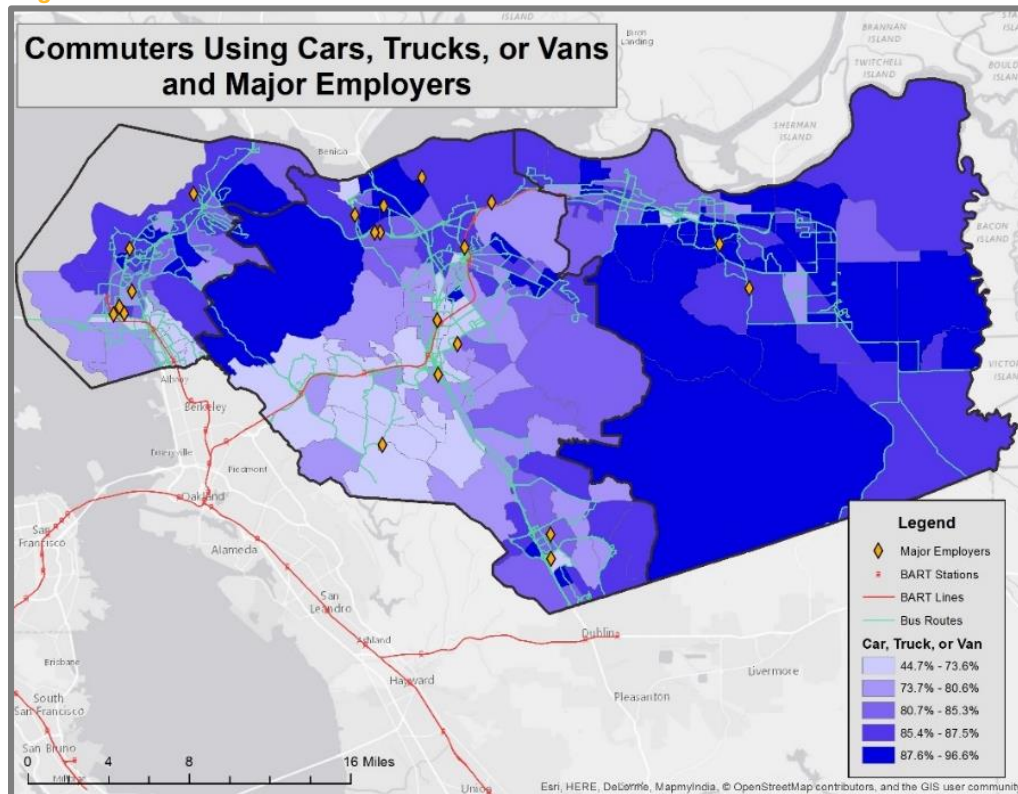 Commuters Using Cars, Trucks, or Vans
and Major Employers
ISLAND
Landing
BRANNAN
ISLAND
TWITCHELL
ISLAND
SHERMAN
ISLAND
BACON
ISLAND
Benicia
Albany
Berkeley
Emeryville
Piedmont
Oakland
San
Francisco
Alameda
San
Leandro
Ashland
Hayward
Brisbane
South
San Francisco
San Bruno
Dublin
Livermore
Pleasanton
Union
0 4 8 16 Miles
Legend
Major Employers
BART Stations
BART Lines
Bus Routes
Car, Truck, or Van
44.7% - 73.6%
73.7% - 80.6%
80.7% - 85.3%
85.4% - 87.5%
87.6% - 96.6%
Esri, HERE, DeLorme, MapmyIndia, © OpenStreetMap contributors, and the GIS user community